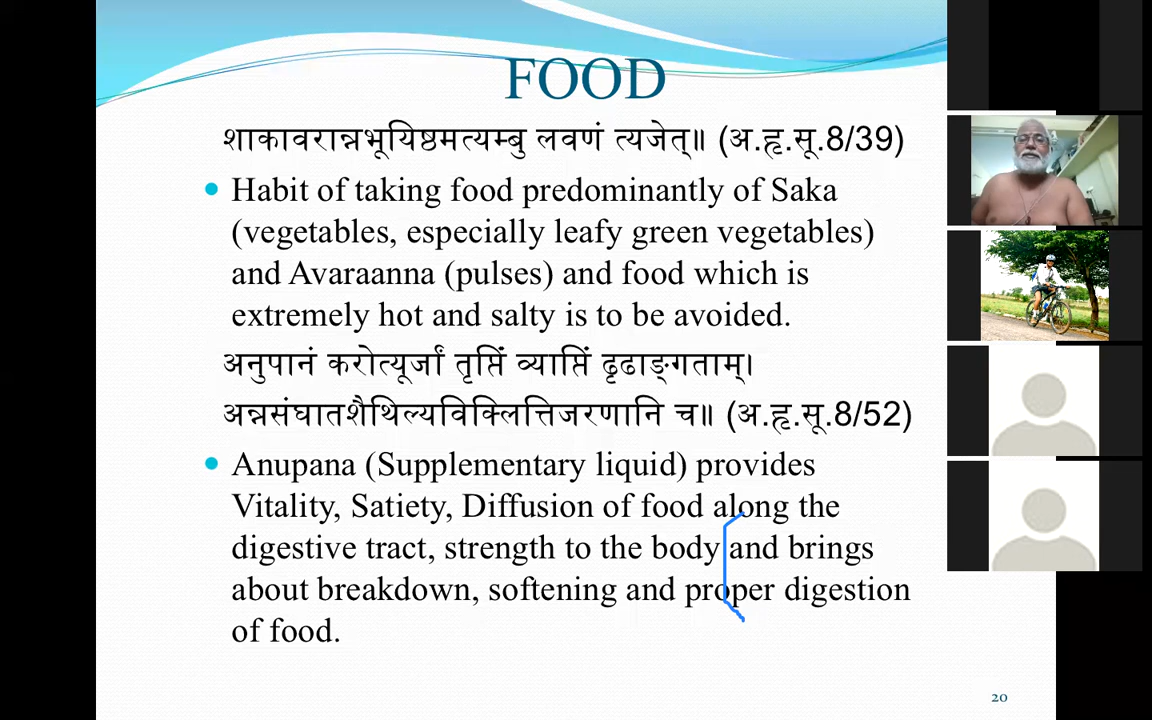 FOOD
शाकावरान्नभूयिष्ठमत्यम्बु लवणं त्यजेत्॥ (अ.हृ.सू.8/39)
Habit of taking food predominantly of Saka
(vegetables, especially leafy green vegetables)
and Avaraanna (pulses) and food which is
extremely hot and salty is to be avoided.
अनुपानं करोत्यूर्जां तृप्तिं व्याप्तिं दृढाङ्गताम्।
अन्नसंघातशैथिल्यविक्लित्तिजरणानि च॥ (अ.हृ.सू.8/52)
Anupana (Supplementary liquid) provides
Vitality, Satiety, Diffusion of food along the
digestive tract, strength to the body and brings
about breakdown, softening and proper digestion
of food.
20